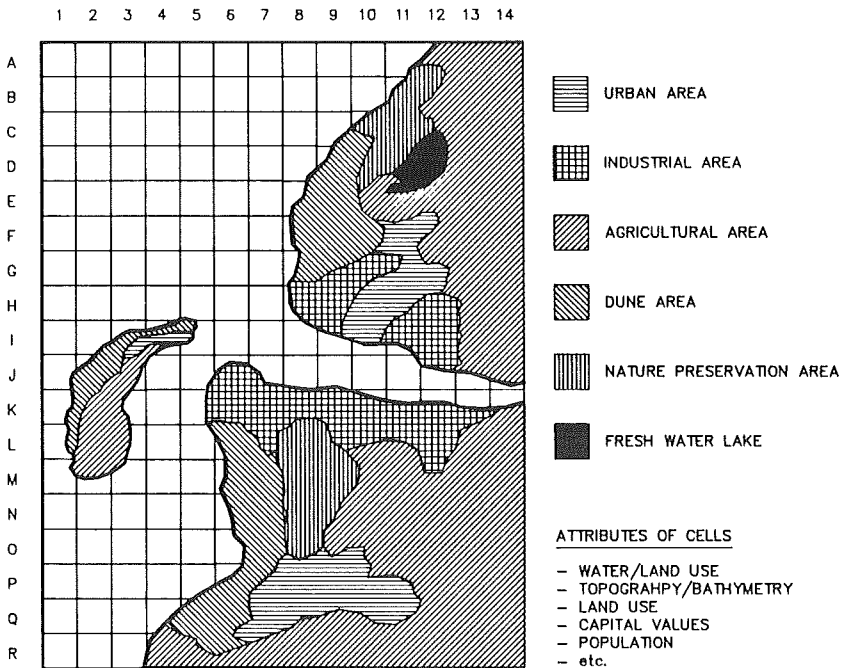 1 2 3 4 5 6 7 8 9 10 11 12 13 14
A
B
C
D
E
F
G
H
I
J
K
L
M
N
O
P
Q
R
URBAN AREA
INDUSTRIAL AREA
AGRICULTURAL AREA
DUNE AREA
NATURE PRESERVATION AREA
FRESH WATER LAKE
ATTRIBUTES OF CELLS
– WATER/LAND USE
– TOPOGRAHPY/BATHYMETRY
– LAND USE
– CAPITAL VALUES
– POPULATION
– etc.